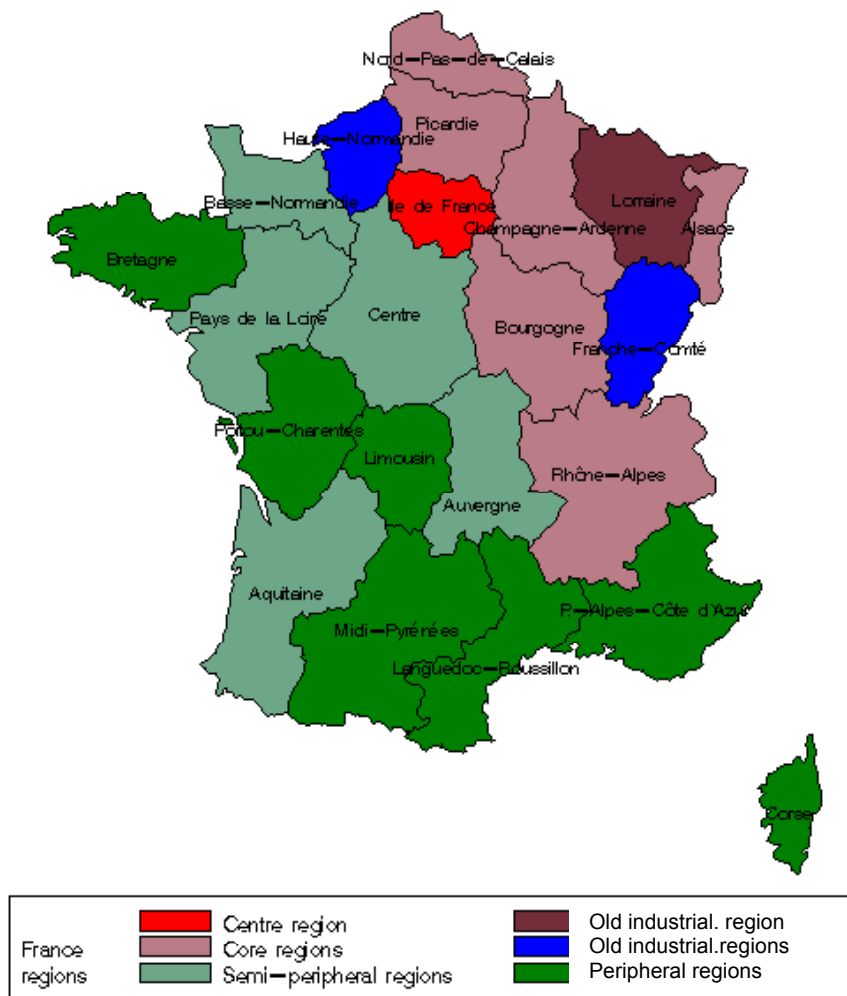 Nord-Pas-de-Calais
Picardie
Haute-Normandie
Basse-Normandie
Ile de France
Lorraine
Champagne-Ardenne
Alsace
Bretagne
Pays de la Loire
Centre
Bourgogne
Franche-Comté
Poitou-Charentes
Limousin
Rhône-Alpes
Auvergne
Aquitaine
P.-Alpes-Côte d'Azur
Midi-Pyrénées
Languedoc-Roussillon
Corse
France
regions
Centre region
Core regions
Semi-peripheral regions
Old industrial. region
Old industrial.regions
Peripheral regions